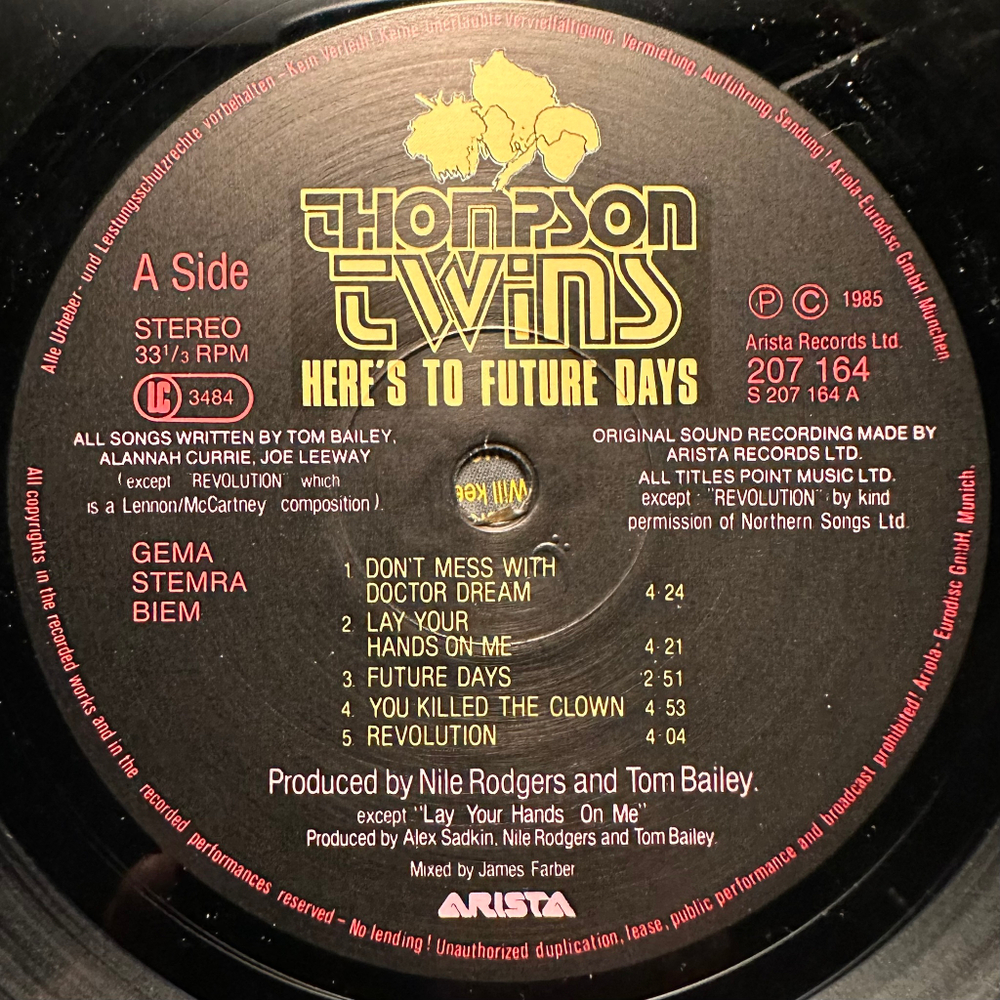 Alle Urheber- und Leistungsschutzrechte vorbehalten – Kein Verleih! Keine unerlaubte Vervielfältigung, Vermietung, Aufführung, Sendung! Ariola-Eurodisc GmbH, München
THOMPSON
TWINS
HERE'S TO FUTURE DAYS
A Side
STEREO
33 1/3 RPM
LC 3484
Ⓟ Ⓒ 1985
Arista Records Ltd.
207 164
S 207 164 A
ALL SONGS WRITTEN BY TOM BAILEY,
ALANNAH CURRIE, JOE LEEWAY
(except "REVOLUTION" which
is a Lennon/McCartney composition).
ORIGINAL SOUND RECORDING MADE BY
ARISTA RECORDS LTD.
ALL TITLES POINT MUSIC LTD.
except "REVOLUTION" by kind
permission of Northern Songs Ltd.
Will kee
GEMA
STEMRA
BIEM
1. DON'T MESS WITH
DOCTOR DREAM 4·24
2. LAY YOUR
HANDS ON ME 4·21
3. FUTURE DAYS 2·51
4. YOU KILLED THE CLOWN 4·53
5. REVOLUTION 4·04
Produced by Nile Rodgers and Tom Bailey.
except "Lay Your Hands On Me"
Produced by Alex Sadkin, Nile Rodgers and Tom Bailey.
Mixed by James Farber
ARISTA
All copyrights in the recorded works and in the recorded performances reserved – No lending! Unauthorized duplication, lease, public performance and broadcast prohibited! Ariola-Eurodisc GmbH, Munich.